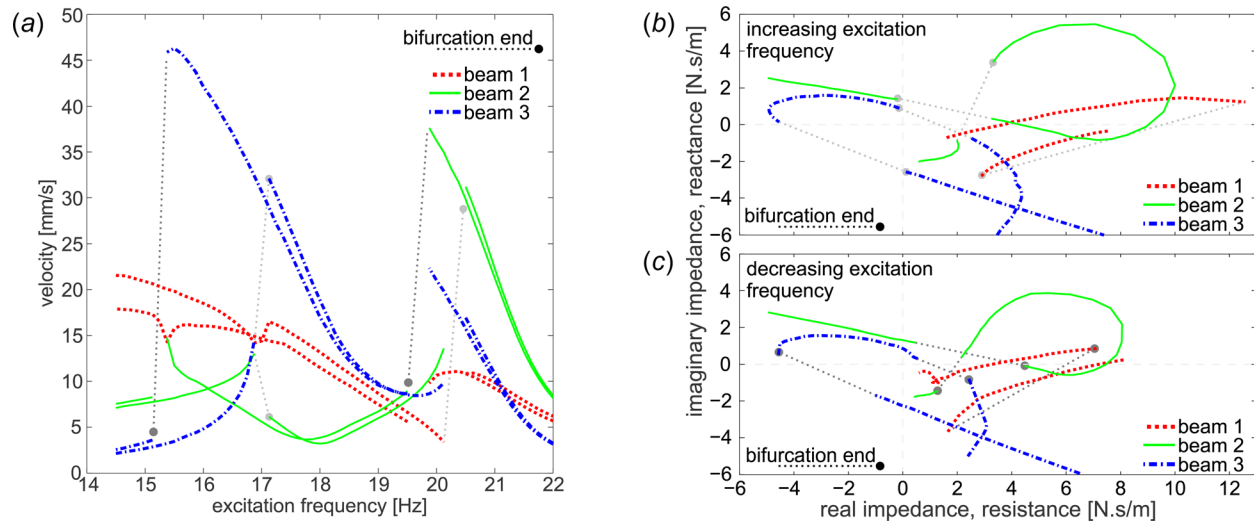 (a)
50
45
40
35
30
25
20
15
10
5
0
velocity [mm/s]
bifurcation end
beam 1
beam 2
beam 3
14 15 16 17 18 19 20 21 22
excitation frequency [Hz]
(b)
6
4
2
0
−2
−4
−6
increasing excitation
frequency
beam 1
beam 2
beam 3
bifurcation end
imaginary impedance, reactance [N.s/m]
(c)
6
4
2
0
−2
−4
−6
decreasing excitation
frequency
beam 1
beam 2
beam 3
bifurcation end
−6 −4 −2 0 2 4 6 8 10 12
real impedance, resistance [N.s/m]